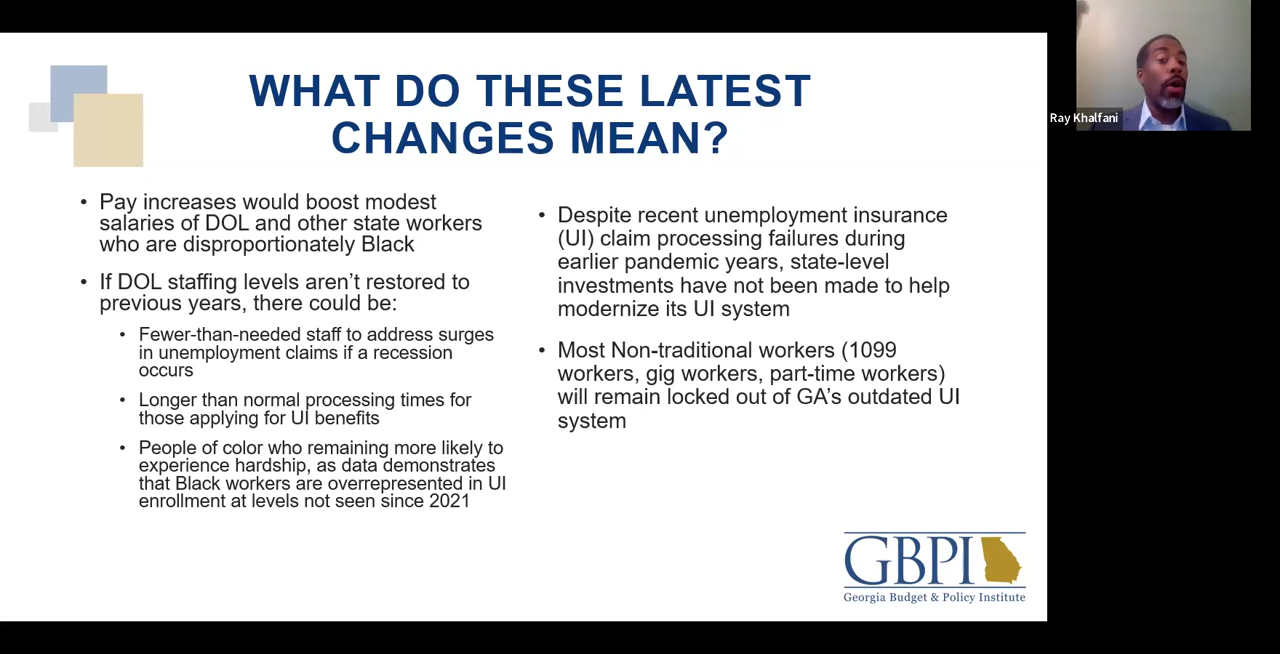 WHAT DO THESE LATEST
CHANGES MEAN?
• Pay increases would boost modest
salaries of DOL and other state workers
who are disproportionately Black
• If DOL staffing levels aren't restored to
previous years, there could be:
• Fewer-than-needed staff to address surges
in unemployment claims if a recession
occurs
• Longer than normal processing times for
those applying for UI benefits
• People of color who remaining more likely to
experience hardship, as data demonstrates
that Black workers are overrepresented in UI
enrollment at levels not seen since 2021
• Despite recent unemployment insurance
(UI) claim processing failures during
earlier pandemic years, state-level
investments have not been made to help
modernize its UI system
• Most Non-traditional workers (1099
workers, gig workers, part-time workers)
will remain locked out of GA's outdated UI
system
GBPI
Georgia Budget & Policy Institute
Ray Khalfani